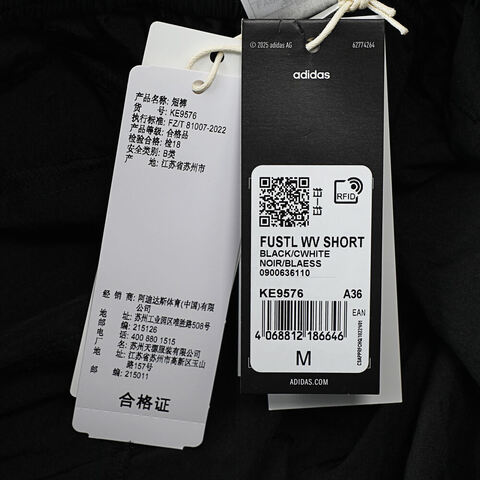 产品名称: 短裤
货 号: KE9576
执行标准: FZ/T 81007-2022
产品等级: 合格品
检验合格: 检18
安全类别: B类
产 地: 江苏省苏州市
经 销 商: 阿迪达斯体育(中国)有限
公司
地 址: 苏州工业园区唯胜路508号
邮 编: 215126
电 话: 400 880 1515
厂 名: 苏州天源服装有限公司
地 址: 江苏省苏州市高新区玉山
路157号
邮 编: 215011
合格证
© 2025 adidas AG 62774264
adidas
RFID
FUSTL WV SHORT
BLACK/CWHITE
NOIR/BLAESS
0900636110
KE9576 A36
EAN
4 068812 186646
M
ADIDAS.COM